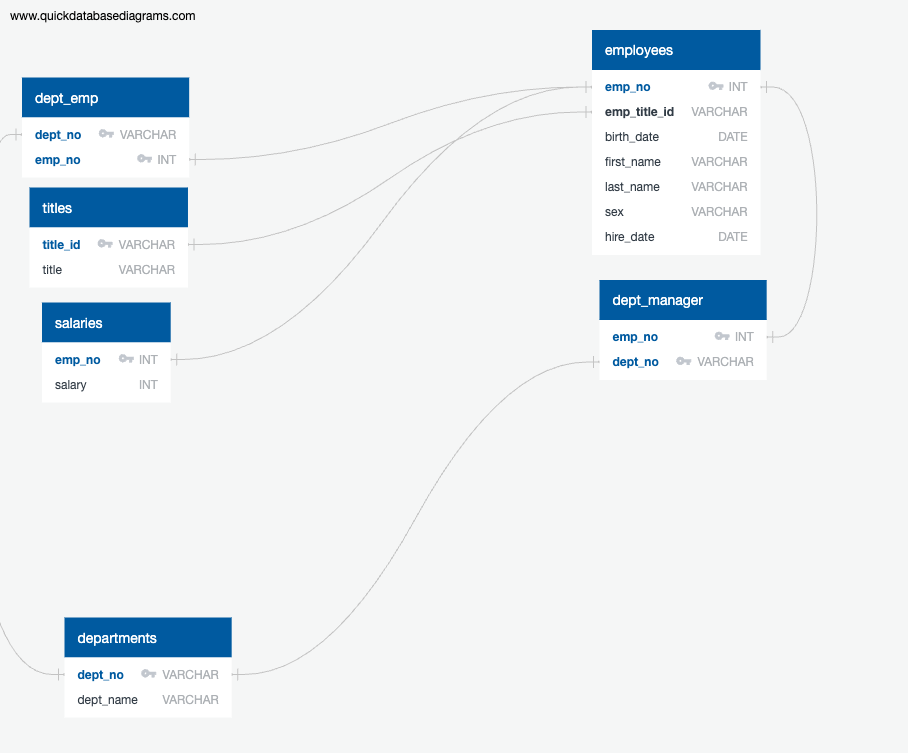 www.quickdatabasediagrams.com
dept_emp
dept_no VARCHAR
emp_no INT
titles
title_id VARCHAR
title VARCHAR
salaries
emp_no INT
salary INT
employees
emp_no INT
emp_title_id VARCHAR
birth_date DATE
first_name VARCHAR
last_name VARCHAR
sex VARCHAR
hire_date DATE
dept_manager
emp_no INT
dept_no VARCHAR
departments
dept_no VARCHAR
dept_name VARCHAR